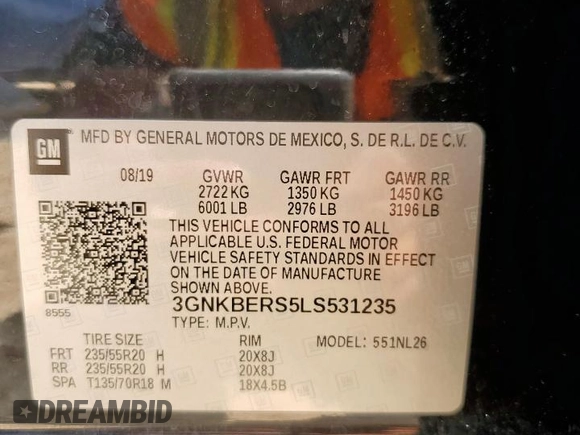 GM MFD BY GENERAL MOTORS DE MEXICO, S. DE R.L. DE C.V.
08/19 GVWR GAWR FRT GAWR RR
2722 KG 1350 KG 1450 KG
6001 LB 2976 LB 3196 LB
THIS VEHICLE CONFORMS TO ALL
APPLICABLE U.S. FEDERAL MOTOR
VEHICLE SAFETY STANDARDS IN EFFECT
ON THE DATE OF MANUFACTURE
SHOWN ABOVE.
8555 3GNKBERS5LS531235
TYPE: M.P.V.
TIRE SIZE RIM MODEL: 551NL26
FRT 235/55R20 H 20X8J
RR 235/55R20 H 20X8J
SPA T135/70R18 M 18X4.5B
DREAMBID